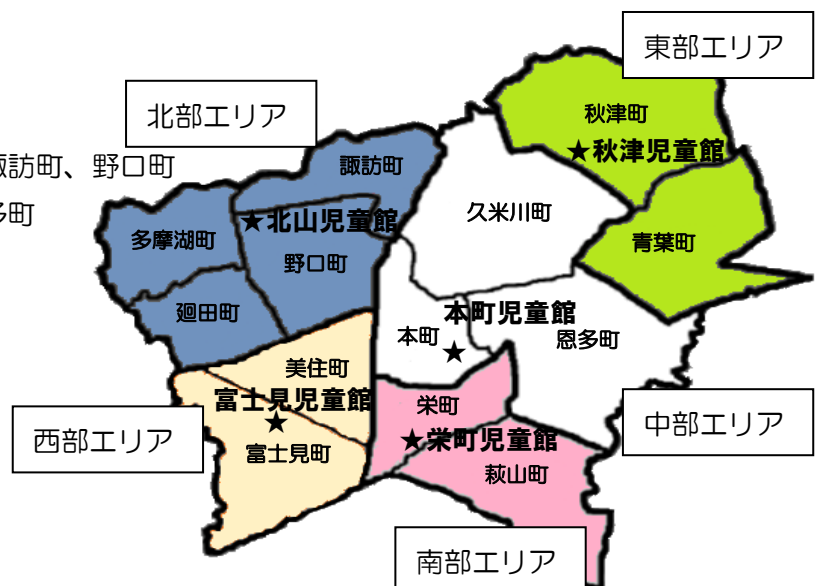 東部エリア
北部エリア
秋津町
★秋津児童館
諏訪町、野口町
諏訪町
久米川町
多町
★北山児童館
多摩湖町
野口町
青葉町
廻田町
本町児童館
本町
★
恩多町
美住町
富士見児童館
★
栄町
中部エリア
西部エリア
富士見町
★栄町児童館
萩山町
南部エリア